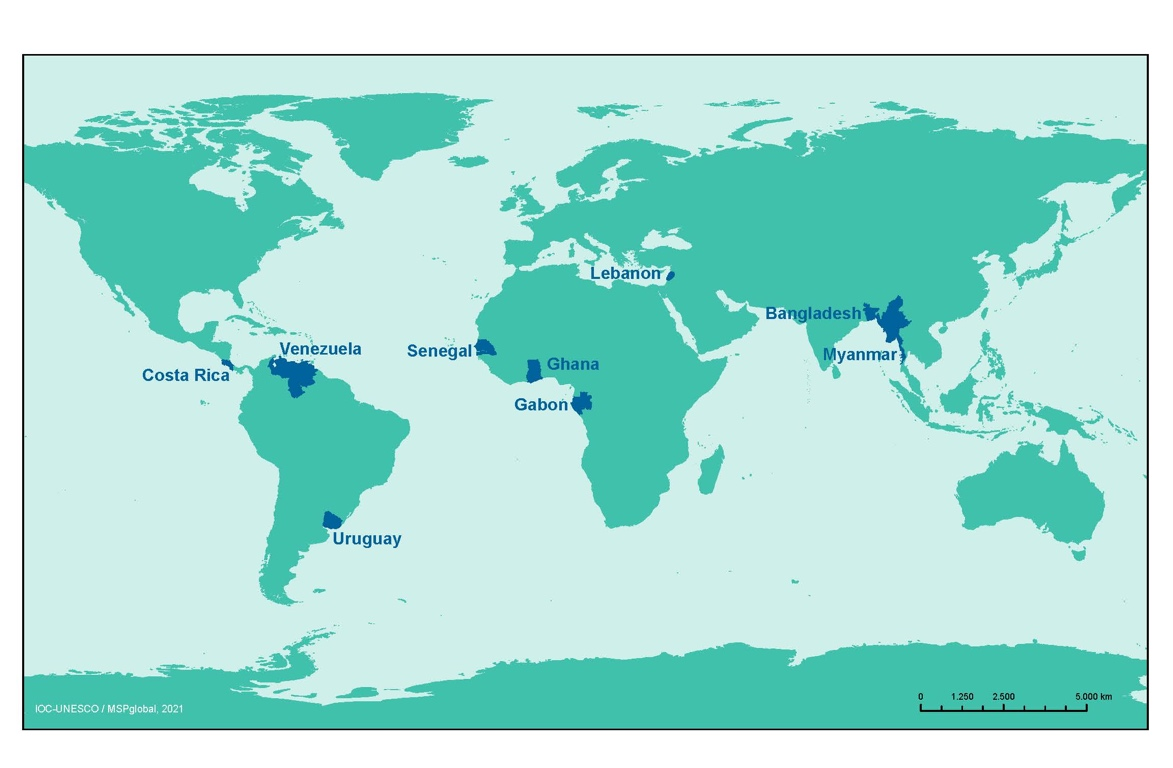 Lebanon
Bangladesh
Venezuela
Senegal
Myanmar
Ghana
Costa Rica
Gabon
Uruguay
0 1.250 2.500 5.000 km
IOC-UNESCO / MSPglobal, 2021